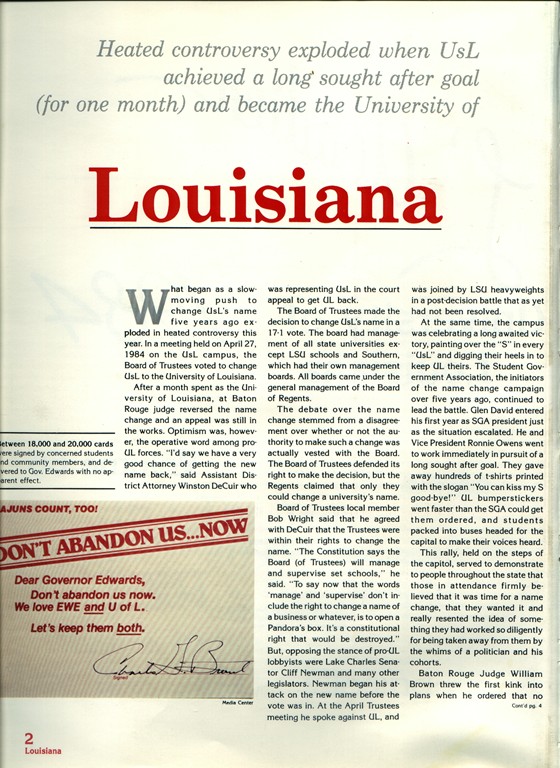 Heated controversy exploded when UsL
achieved a long sought after goal
(for one month) and became the University of
Louisiana
What began as a slow-
moving push to
change UsL's name
five years ago ex-
ploded in heated controversy this
year. In a meeting held on April 27,
1984 on the UsL campus, the
Board of Trustees voted to change
UsL to the University of Louisiana.
After a month spent as the Uni-
versity of Louisiana, at Baton
Rouge judge reversed the name
change and an appeal was still in
the works. Optimism was, howev-
er, the operative word among pro-
UL forces. "I'd say we have a very
good chance of getting the new
name back," said Assistant Dis-
trict Attorney Winston DeCuir who
was representing UsL in the court
appeal to get UL back.
The Board of Trustees made the
decision to change UsL's name in a
17-1 vote. The board had manage-
ment of all state universities ex-
cept LSU schools and Southern,
which had their own management
boards. All boards came under the
general management of the Board
of Regents.
The debate over the name
change stemmed from a disagree-
ment over whether or not the au-
thority to make such a change was
actually vested with the Board.
The Board of Trustees defended its
right to make the decision, but the
Regents claimed that only they
could change a university's name.
Board of Trustees local member
Bob Wright said that he agreed
with DeCuir that the Trustees were
within their rights to change the
name. "The Constitution says the
Board (of Trustees) will manage
and supervise set schools," he
said. "To say now that the words
'manage' and 'supervise' don't in-
clude the right to change a name of
a business or whatever, is to open a
Pandora's box. It's a constitutional
right that would be destroyed."
But, opposing the stance of pro-UL
lobbyists were Lake Charles Sena-
tor Cliff Newman and many other
legislators. Newman began his at-
tack on the new name before the
vote was in. At the April Trustees
meeting he spoke against UL, and
was joined by LSU heavyweights
in a post-decision battle that as yet
had not been resolved.
At the same time, the campus
was celebrating a long awaited vic-
tory, painting over the "S" in every
"UsL" and digging their heels in to
keep UL theirs. The Student Gov-
ernment Association, the initiators
of the name change campaign
over five years ago, continued to
lead the battle. Glen David entered
his first year as SGA president just
as the situation escalated. He and
Vice President Ronnie Owens went
to work immediately in pursuit of a
long sought after goal. They gave
away hundreds of t-shirts printed
with the slogan "You can kiss my S
good-bye!" UL bumperstickers
went faster than the SGA could get
them ordered, and students
packed into buses headed for the
capital to make their voices heard.
This rally, held on the steps of
the capitol, served to demonstrate
to people throughout the state that
those in attendance firmly be-
lieved that it was time for a name
change, that they wanted it and
really resented the idea of some-
thing they had worked so diligently
for being taken away from them by
the whims of a politician and his
cohorts.
Baton Rouge Judge William
Brown threw the first kink into
plans when he ordered that no
Cont'd pg. 4
etween 18,000 and 20,000 cards
ere signed by concerned students
nd community members, and de-
vered to Gov. Edwards with no ap-
arent effect.
AJUNS COUNT, TOO!
DON'T ABANDON US...NOW
Dear Governor Edwards,
Don't abandon us now.
We love EWE and U of L.
Let's keep them both.
Signed
Media Center
2
Louisiana